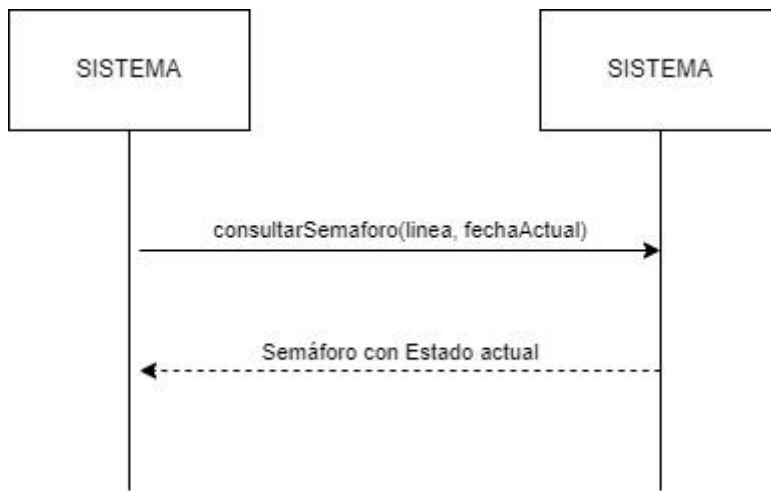 SISTEMA
SISTEMA
consultarSemaforo(linea, fechaActual)
Semáforo con Estado actual